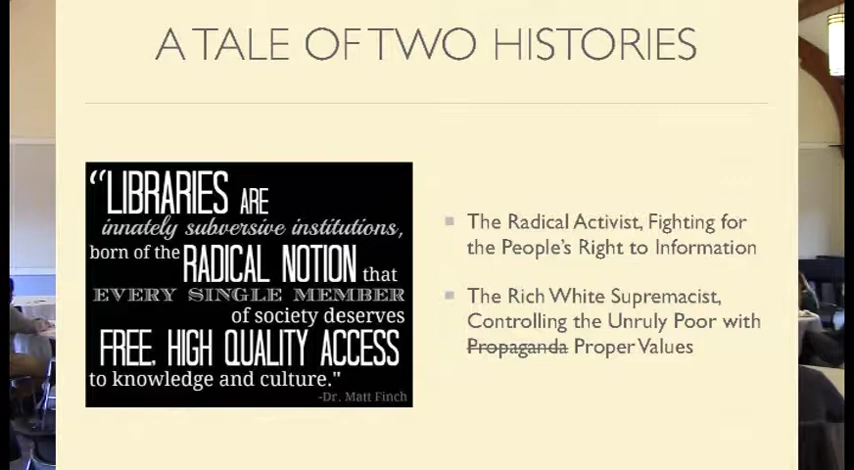 A TALE OF TWO HISTORIES
“LIBRARIES ARE
innately subversive institutions,
born of the RADICAL NOTION that
EVERY SINGLE MEMBER
of society deserves
FREE, HIGH QUALITY ACCESS
to knowledge and culture."
-Dr. Matt Finch
The Radical Activist, Fighting for
the People's Right to Information
The Rich White Supremacist,
Controlling the Unruly Poor with
Propaganda Proper Values